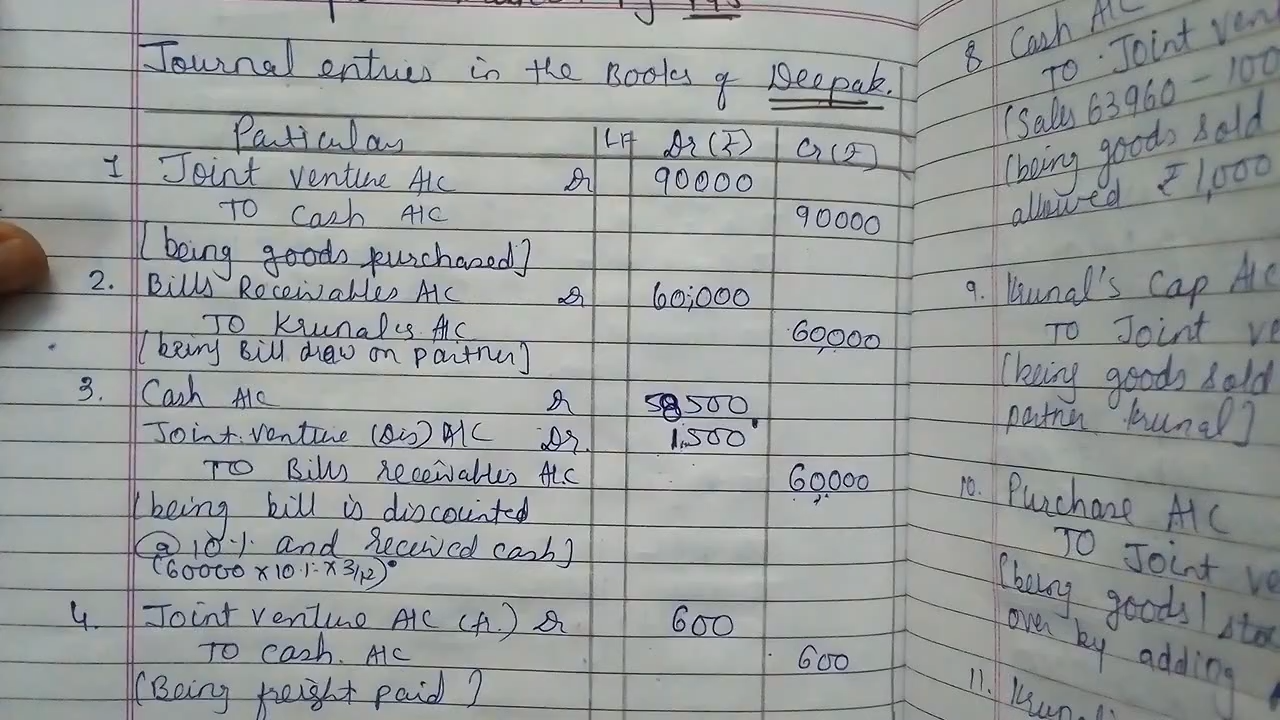 Journal entries in the Books of Deepak.
Particulars LF Dr (₹) Cr (₹)
1 Joint venture A/C Dr 90000
TO Cash A/C 90000
[being goods purchased]
2. Bills Receivables A/C Dr 60,000
TO Krunal's A/C 60,000
[being Bill draw on partner]
3. Cash A/C Dr 58500
Joint venture (Dis) A/C Dr. 1,500
TO Bills receivables A/C 60,000
[being bill is discounted
@ 10% and received cash]
(60000 x 10% x 3/12)
4. Joint venture A/C (fr.) Dr 600
TO cash A/C 600
[Being freight paid]
8 Cash A/C
TO Joint ven
(Sales 63960 - 100
[being goods sold
allowed ₹ 1,000
9. Krunal's Cap A/C
TO Joint ve
[being goods sold
partner Krunal]
10. Purchase A/C
TO Joint ve
[being goods/ sto
over by adding
11. Krunal